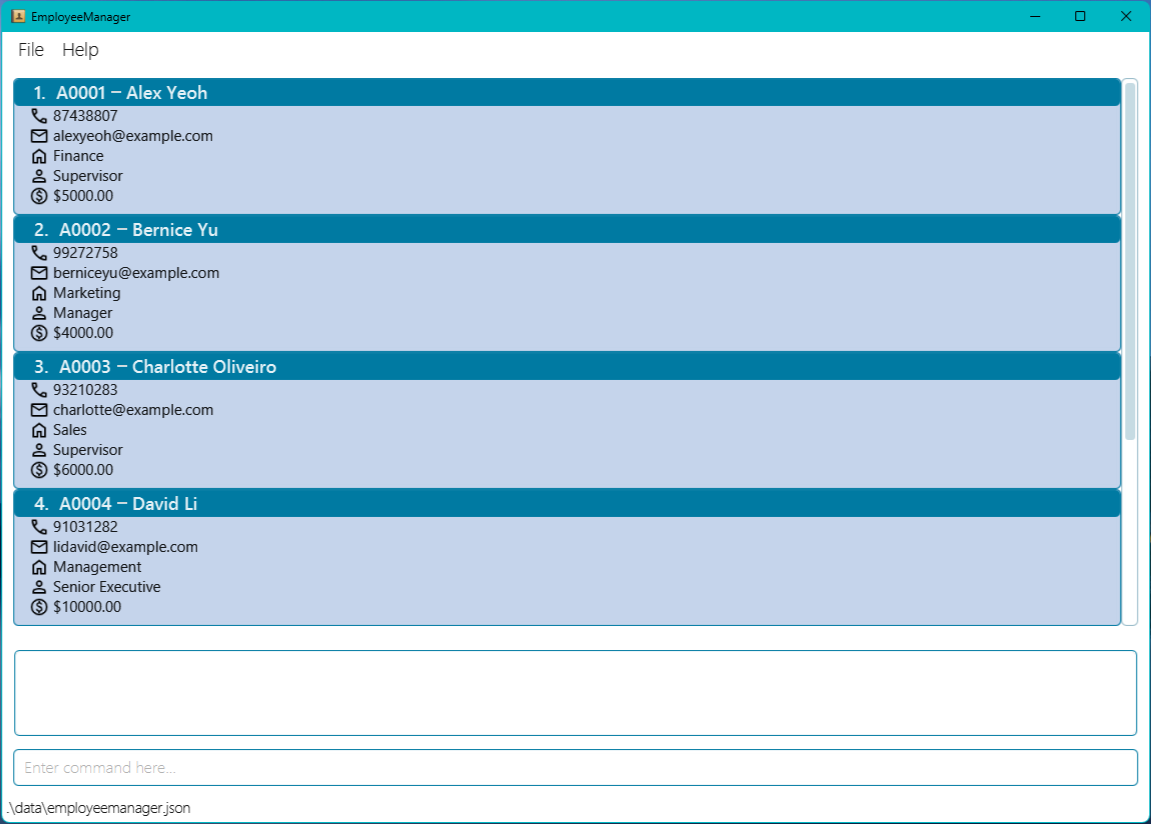 EmployeeManager
File Help
1. A0001 – Alex Yeoh
87438807
alexyeoh@example.com
Finance
Supervisor
$5000.00
2. A0002 – Bernice Yu
99272758
berniceyu@example.com
Marketing
Manager
$4000.00
3. A0003 – Charlotte Oliveiro
93210283
charlotte@example.com
Sales
Supervisor
$6000.00
4. A0004 – David Li
91031282
lidavid@example.com
Management
Senior Executive
$10000.00
Enter command here...
.\data\employeemanager.json